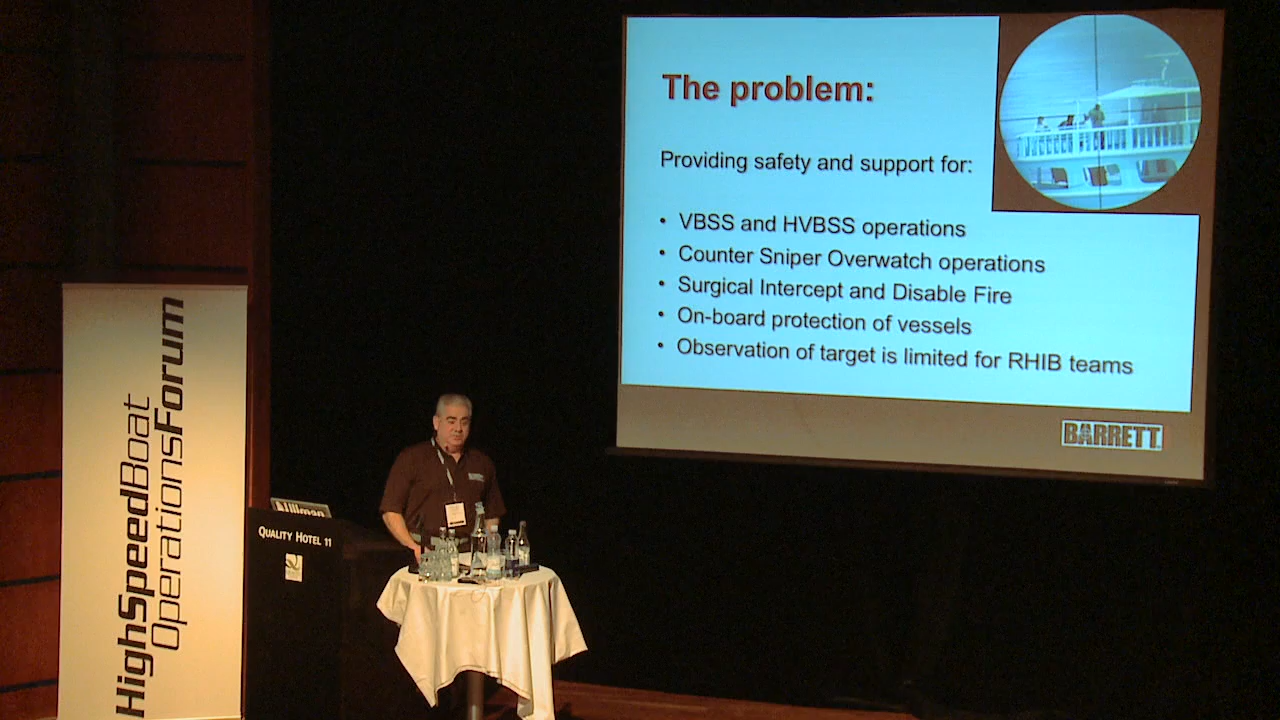 The problem:
Providing safety and support for:
• VBSS and HVBSS operations
• Counter Sniper Overwatch operations
• Surgical Intercept and Disable Fire
• On-board protection of vessels
• Observation of target is limited for RHIB teams
BARRETT
HighSpeedBoat
OperationsForum
QUALITY HOTEL 11